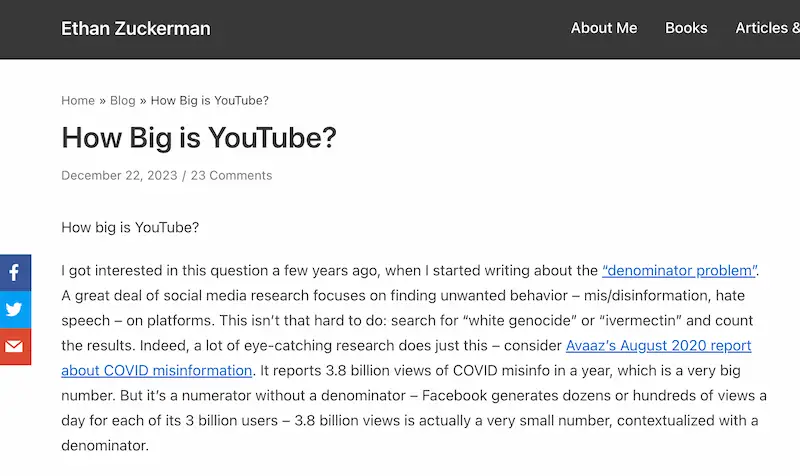 Ethan Zuckerman
About Me Books Articles &
Home » Blog » How Big is YouTube?
How Big is YouTube?
December 22, 2023 / 23 Comments
How big is YouTube?
I got interested in this question a few years ago, when I started writing about the “denominator problem”.
A great deal of social media research focuses on finding unwanted behavior – mis/disinformation, hate
speech – on platforms. This isn’t that hard to do: search for “white genocide” or “ivermectin” and count
the results. Indeed, a lot of eye-catching research does just this – consider Avaaz’s August 2020 report
about COVID misinformation. It reports 3.8 billion views of COVID misinfo in a year, which is a very big
number. But it’s a numerator without a denominator – Facebook generates dozens or hundreds of views a
day for each of its 3 billion users – 3.8 billion views is actually a very small number, contextualized with a
denominator.